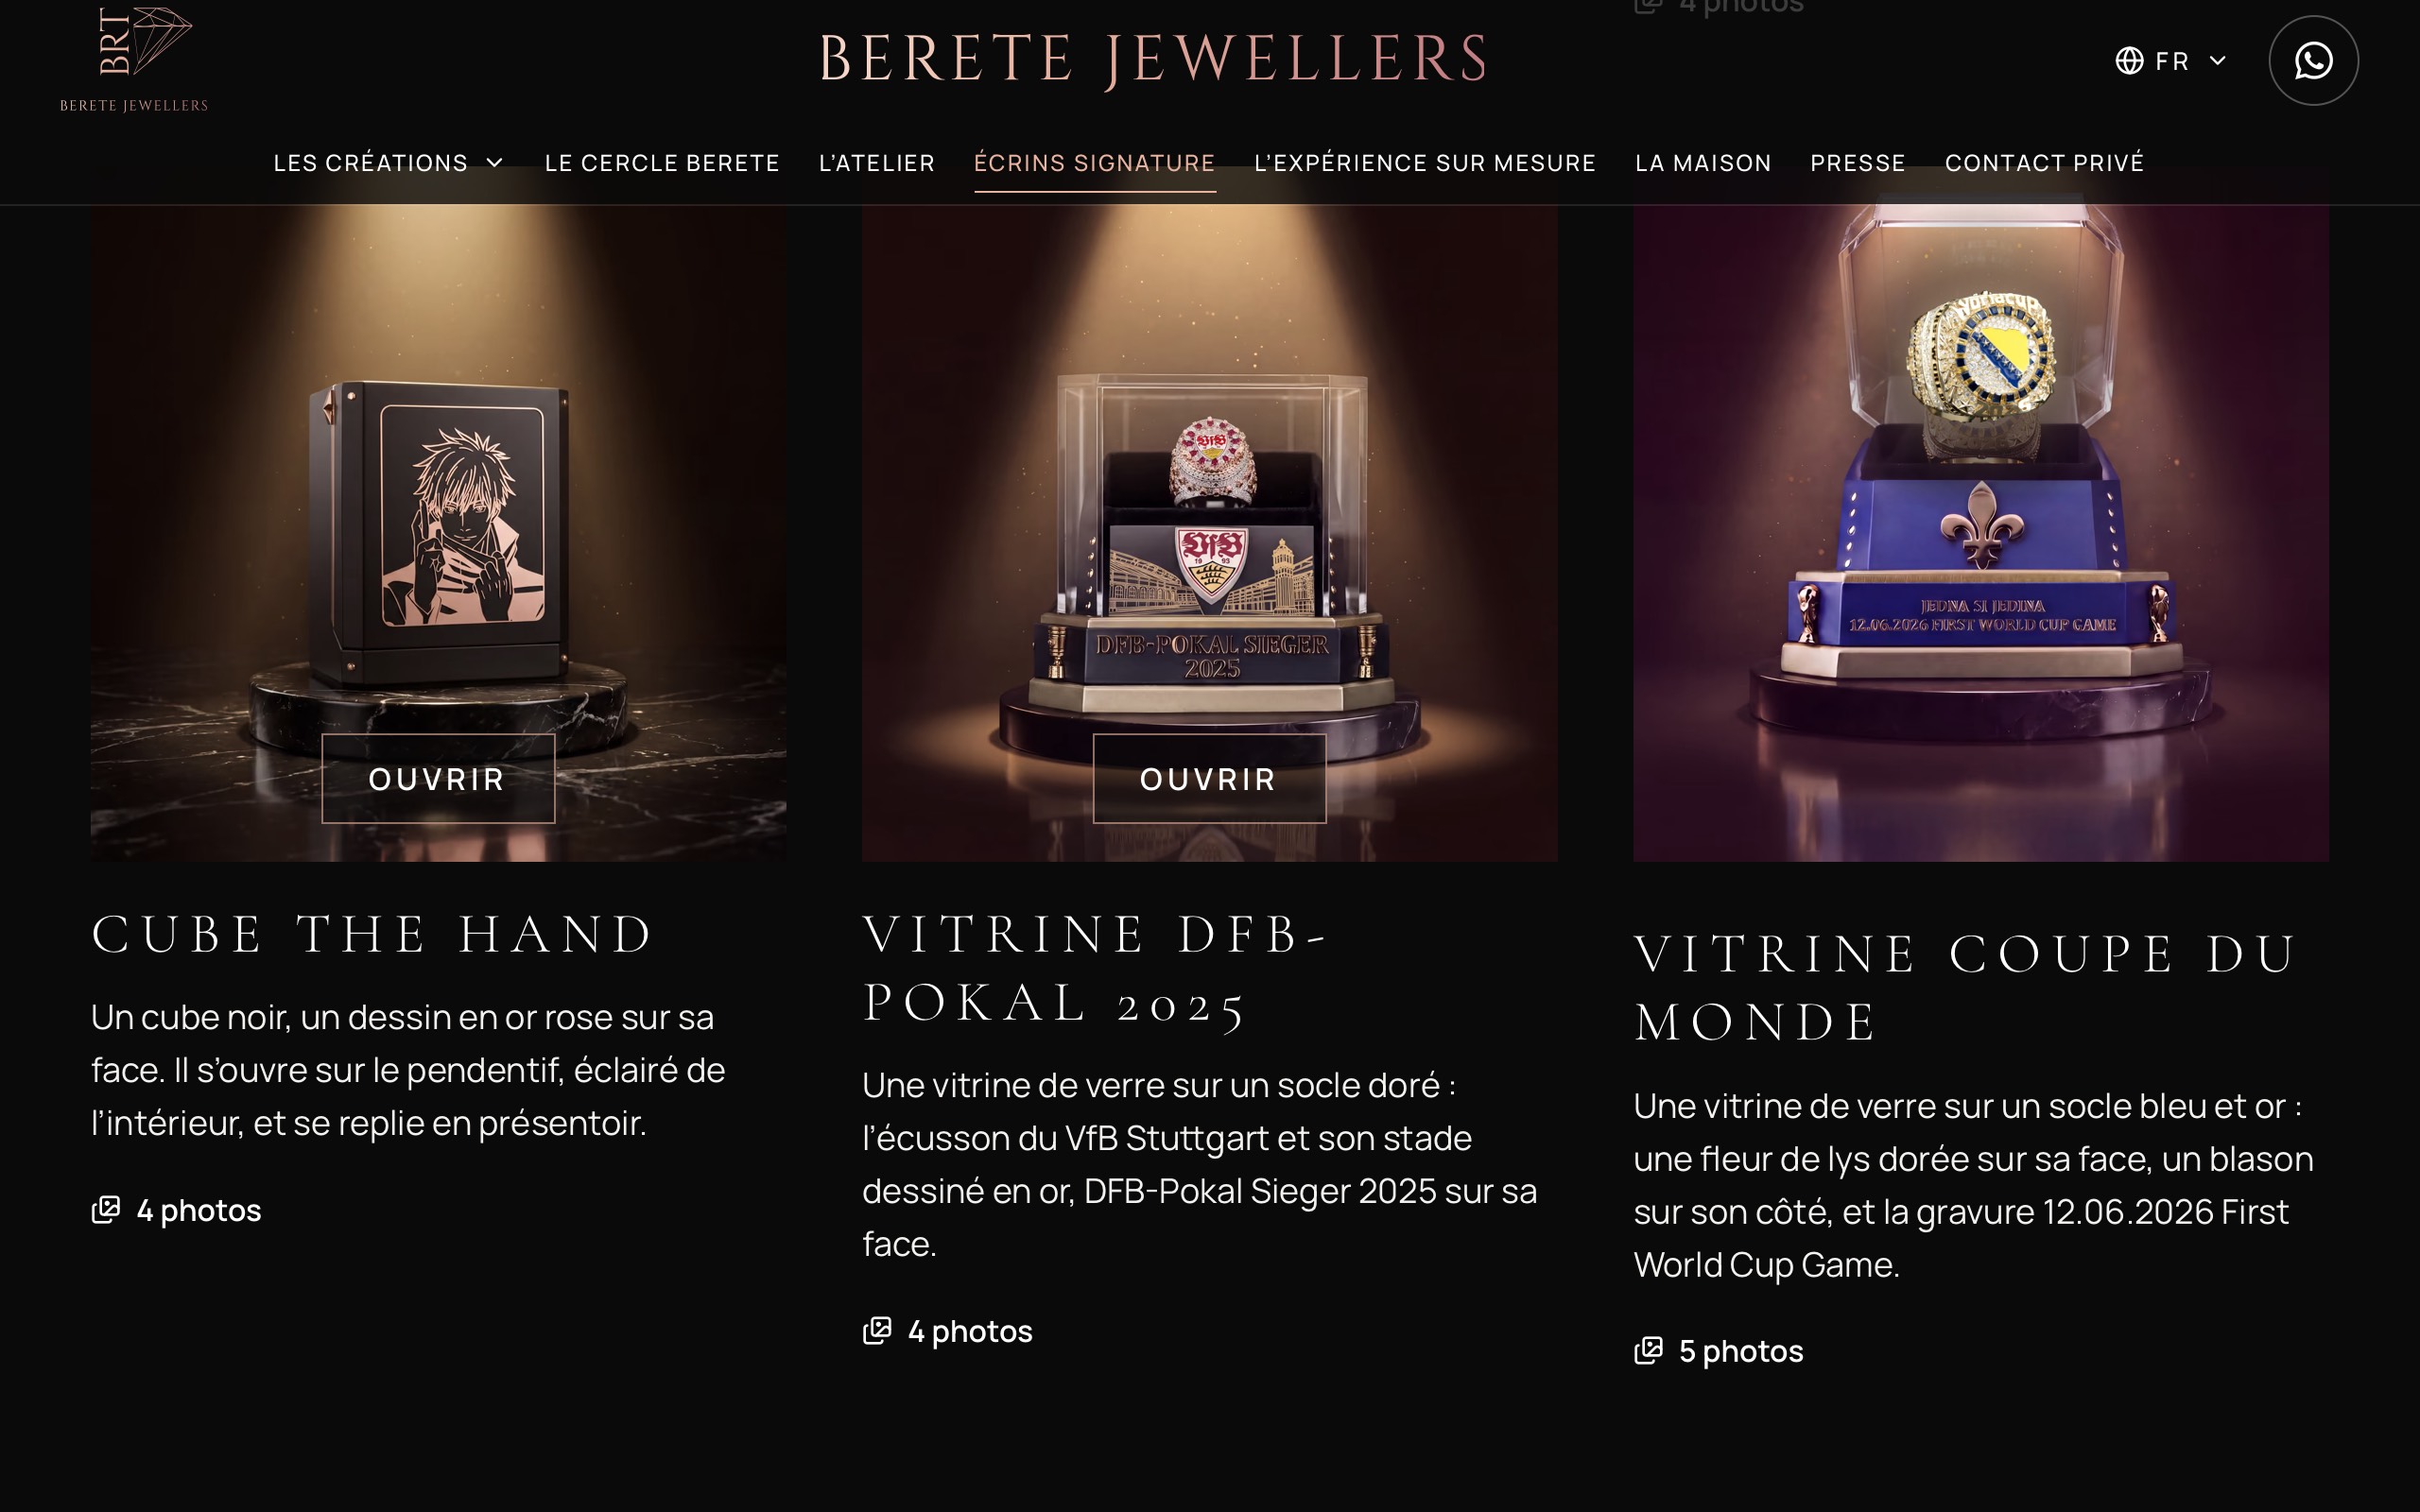 4 photos
BRT
BERETE JEWELLERS
BERETE JEWELLERS
FR
LES CRÉATIONS
LE CERCLE BERETE
L’ATELIER
ÉCRINS SIGNATURE
L’EXPÉRIENCE SUR MESURE
LA MAISON
PRESSE
CONTACT PRIVÉ
OUVRIR
CUBE THE HAND
Un cube noir, un dessin en or rose sur sa
face. Il s’ouvre sur le pendentif, éclairé de
l’intérieur, et se replie en présentoir.
4 photos
VfB
VfB
19 93
DFB-POKAL SIEGER
2025
OUVRIR
VITRINE DFB-
POKAL 2025
Une vitrine de verre sur un socle doré :
l’écusson du VfB Stuttgart et son stade
dessiné en or, DFB-Pokal Sieger 2025 sur sa
face.
4 photos
JEDNA SI JEDINA
12.06.2026 FIRST WORLD CUP GAME
VITRINE COUPE DU
MONDE
Une vitrine de verre sur un socle bleu et or :
une fleur de lys dorée sur sa face, un blason
sur son côté, et la gravure 12.06.2026 First
World Cup Game.
5 photos